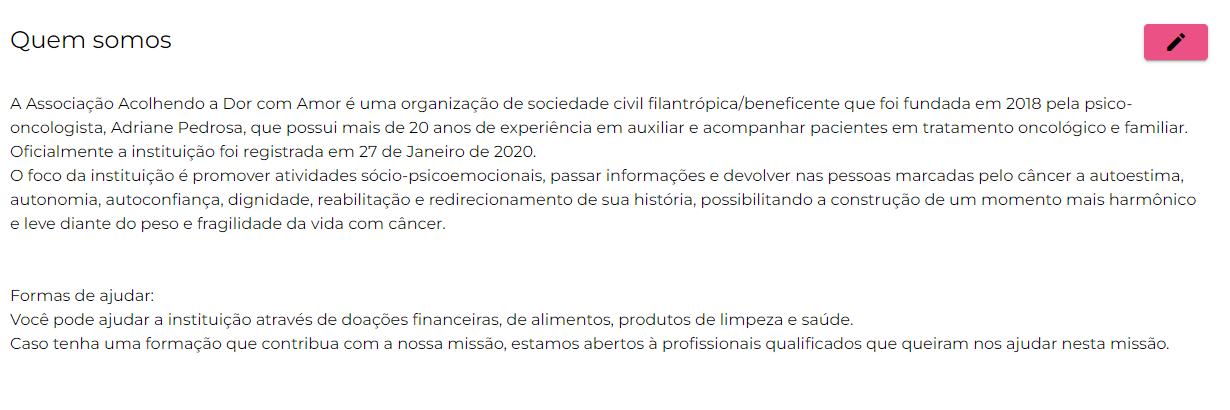 Quem somos
A Associação Acolhendo a Dor com Amor é uma organização de sociedade civil filantrópica/beneficente que foi fundada em 2018 pela psico-
oncologista, Adriane Pedrosa, que possui mais de 20 anos de experiência em auxiliar e acompanhar pacientes em tratamento oncológico e familiar.
Oficialmente a instituição foi registrada em 27 de Janeiro de 2020.
O foco da instituição é promover atividades sócio-psicoemocionais, passar informações e devolver nas pessoas marcadas pelo câncer a autoestima,
autonomia, autoconfiança, dignidade, reabilitação e redirecionamento de sua história, possibilitando a construção de um momento mais harmônico
e leve diante do peso e fragilidade da vida com câncer.
Formas de ajudar:
Você pode ajudar a instituição através de doações financeiras, de alimentos, produtos de limpeza e saúde.
Caso tenha uma formação que contribua com a nossa missão, estamos abertos à profissionais qualificados que queiram nos ajudar nesta missão.